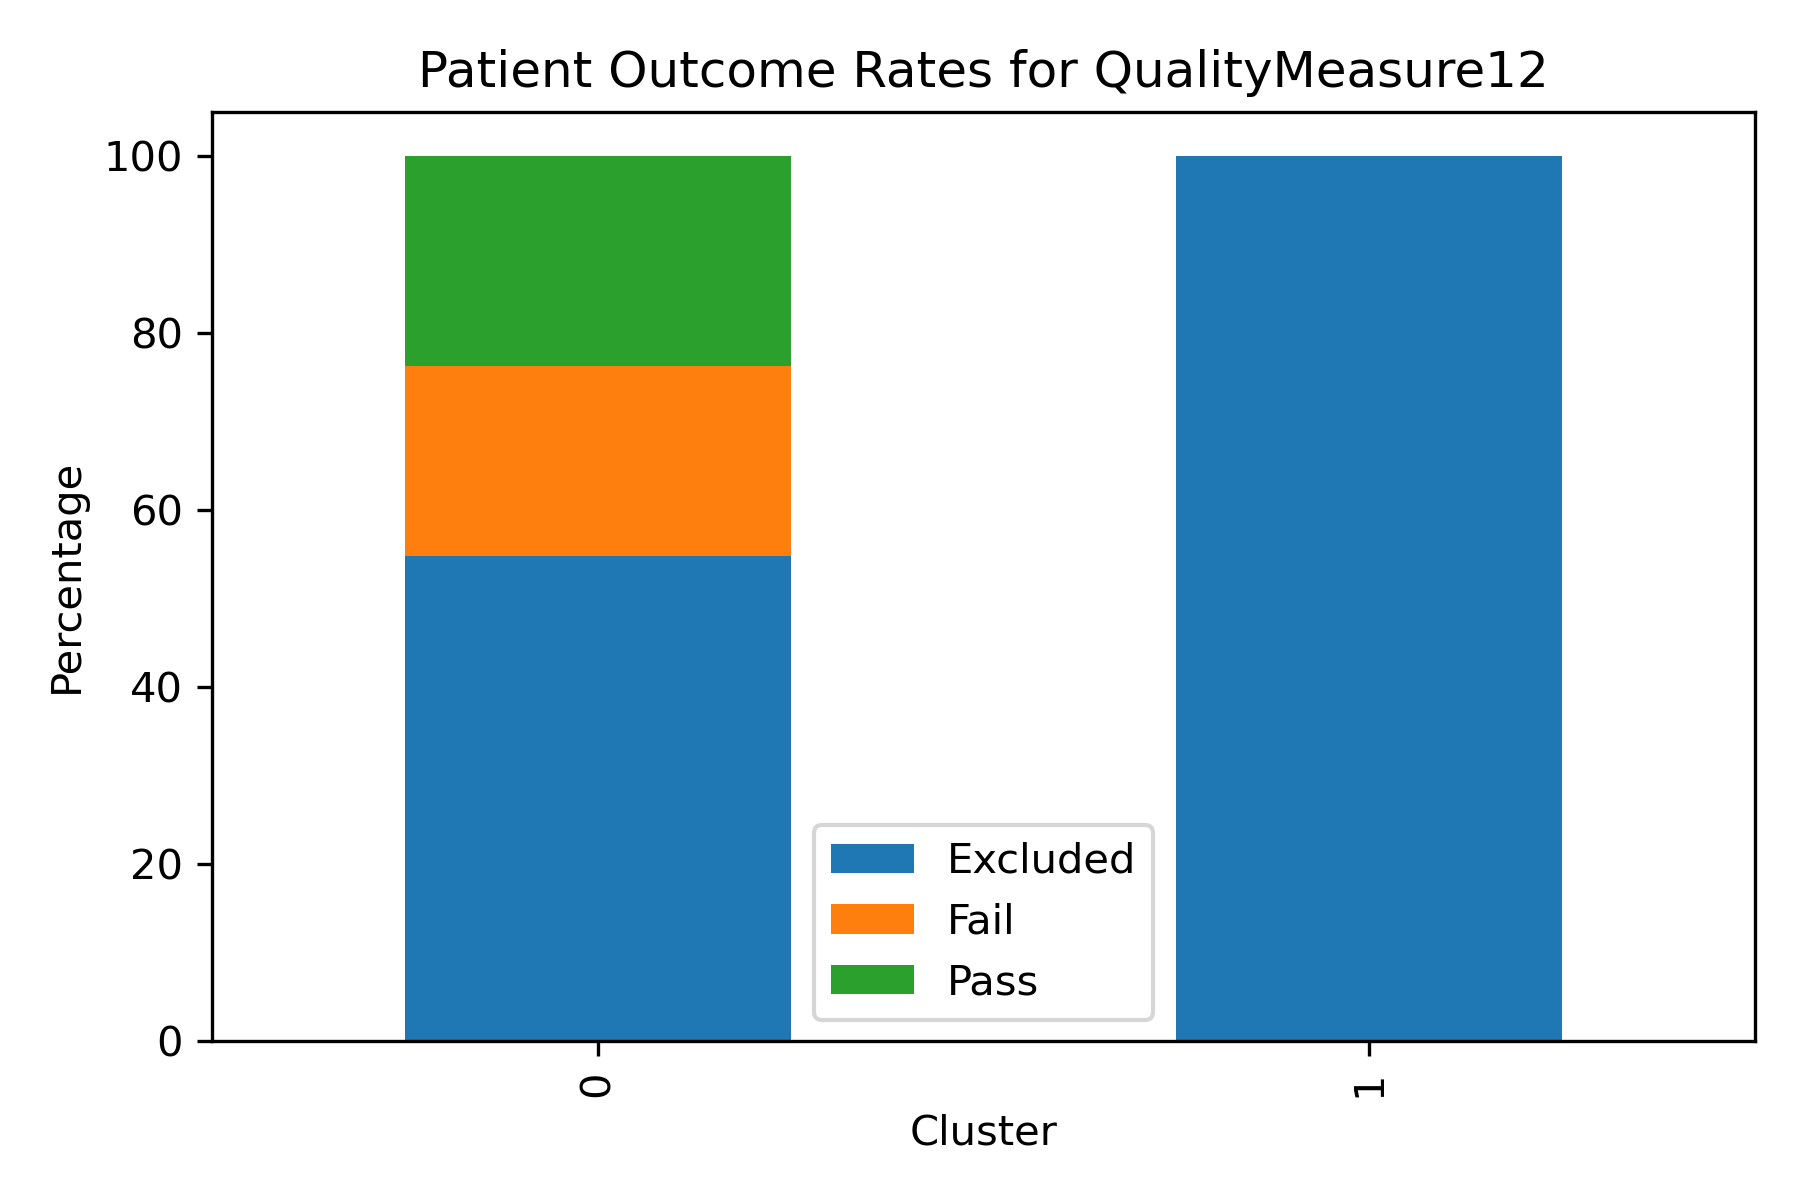 Patient Outcome Rates for QualityMeasure12
100
80
60
40
20
0
Percentage
Excluded
Fail
Pass
0
1
Cluster